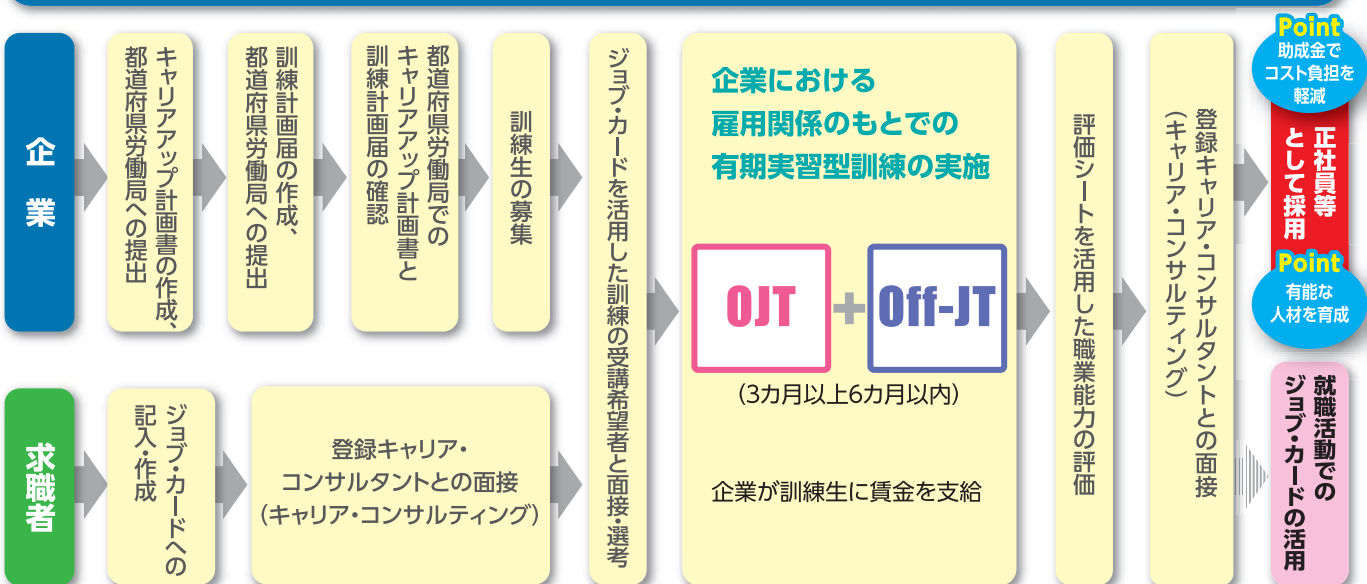 企業
キャリアアップ計画書の作成、
都道府県労働局への提出
訓練計画届の作成、
都道府県労働局への提出
都道府県労働局での
キャリアアップ計画書と
訓練計画届の確認
訓練生の募集
求職者
ジョブ・カードへの
記入・作成
登録キャリア・
コンサルタントとの面接
(キャリア・コンサルティング)
ジョブ・カードを活用した訓練の受講希望者と面接・選考
企業における
雇用関係のもとでの
有期実習型訓練の実施
OJT + Off-JT
(3カ月以上6カ月以内)
企業が訓練生に賃金を支給
評価シートを活用した職業能力の評価
登録キャリア・コンサルタントとの面接
(キャリア・コンサルティング)
Point
助成金で
コスト負担を
軽減
正社員等
として採用
Point
有能な
人材を育成
就職活動での
ジョブ・カードの活用